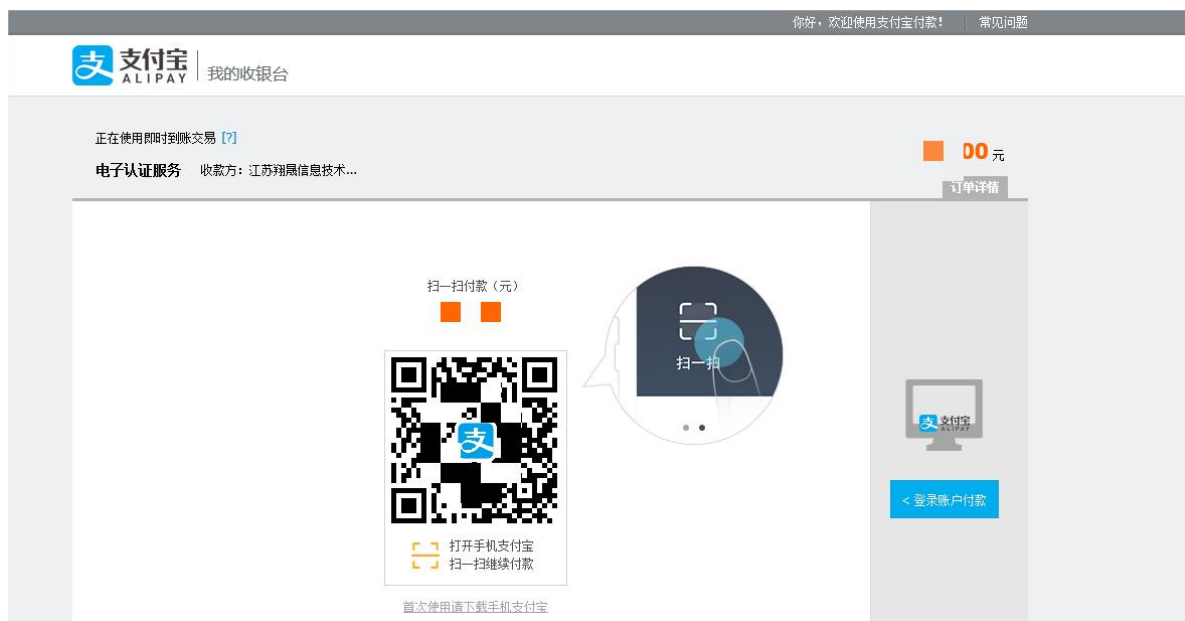 你好，欢迎使用支付宝付款！ 常见问题
支 支付宝 我的收银台
ALIPAY
正在使用即时到账交易 [?]
00 元
电子认证服务 收款方：江苏翔晟信息技术...
订单详情
扫一扫付款（元）
扫一扫
支
支 支付宝
ALIPAY
< 登录账户付款
打开手机支付宝
扫一扫继续付款
首次使用请下载手机支付宝